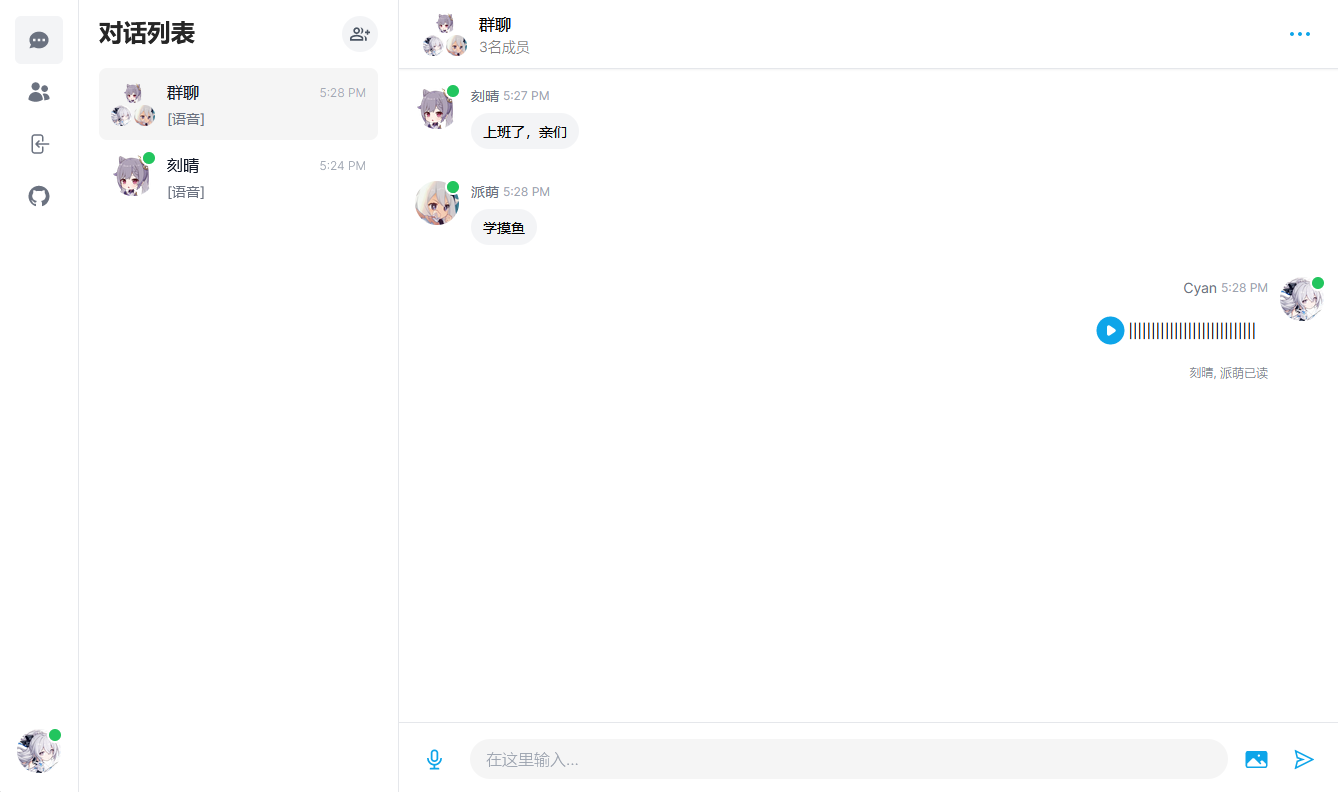 对话列表
群聊 5:28 PM
[语音]
刻晴 5:24 PM
[语音]
群聊
3名成员
刻晴 5:27 PM
上班了，亲们
派萌 5:28 PM
学摸鱼
Cyan 5:28 PM
刻晴, 派萌已读
在这里输入...